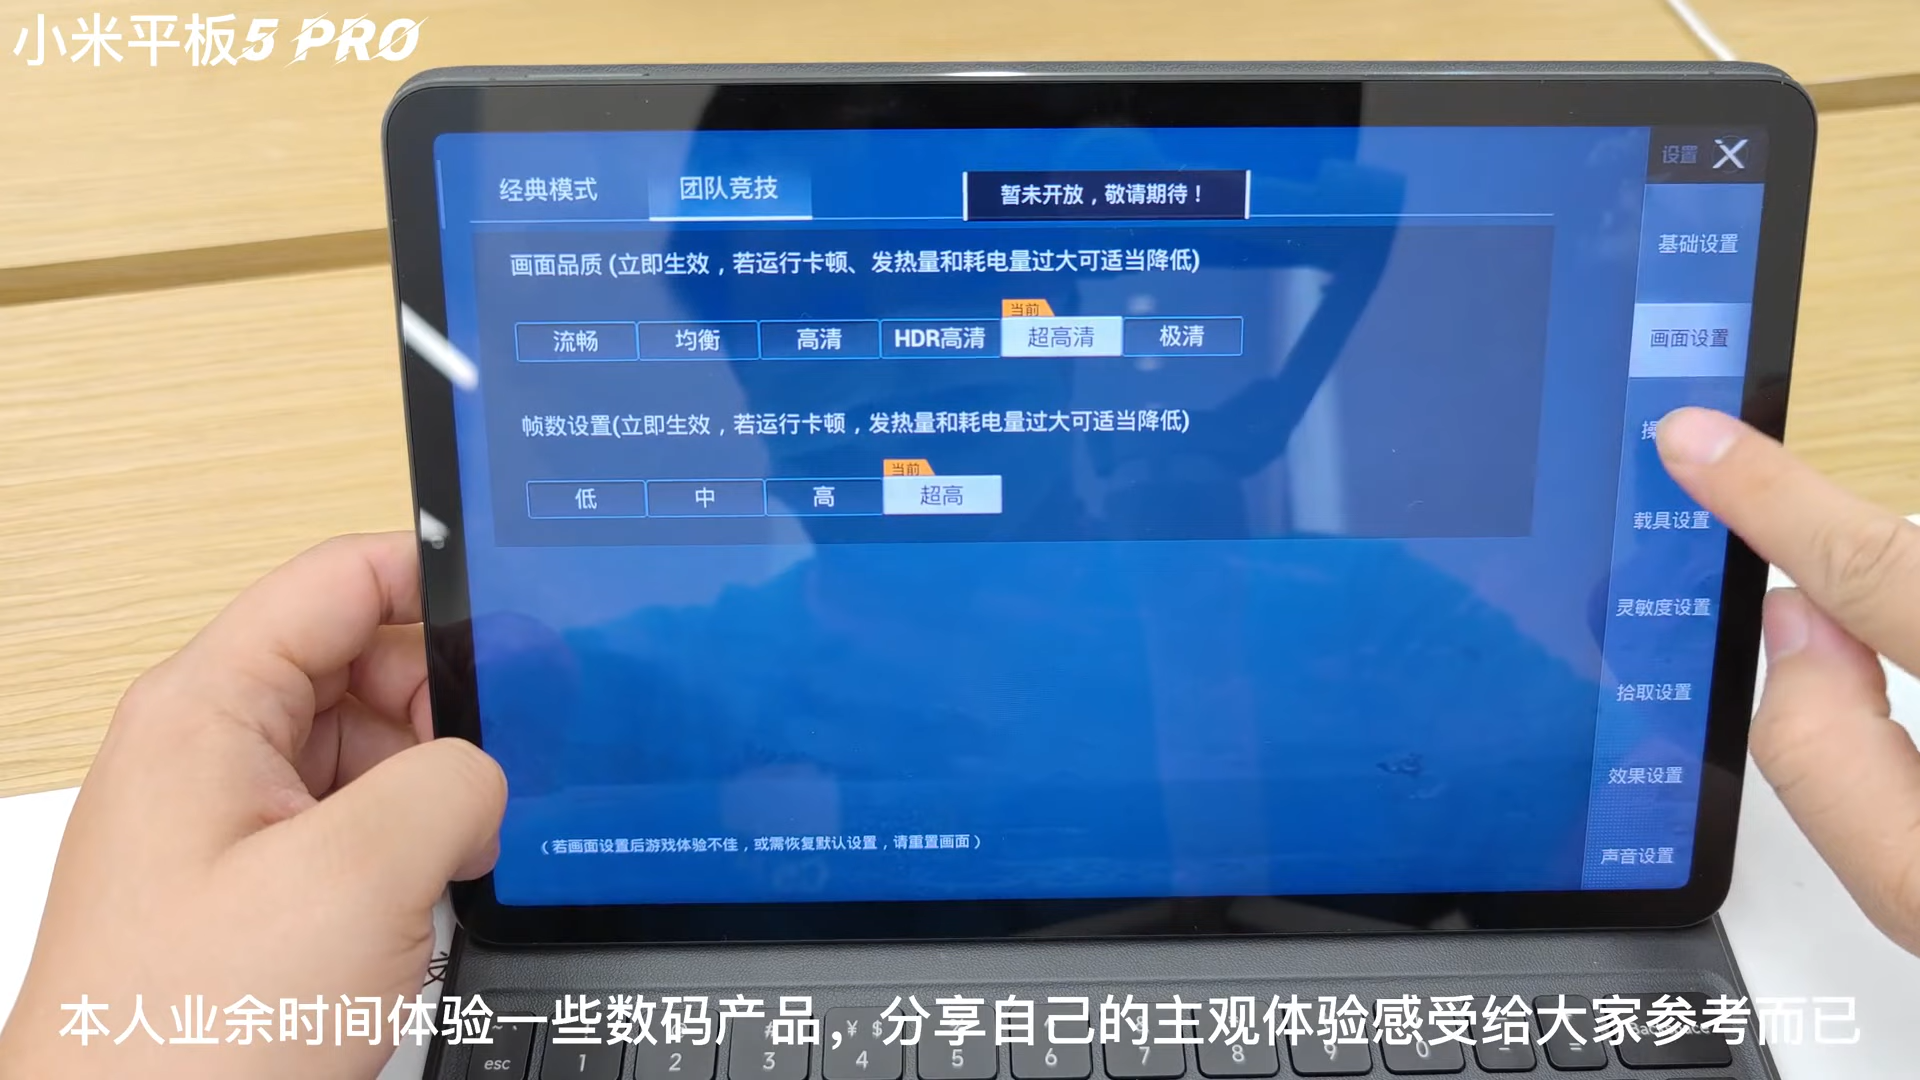 小米平板5 PRO
设置
经典模式
团队竞技
暂未开放，敬请期待！
画面品质 (立即生效，若运行卡顿、发热量和耗电量过大可适当降低)
当前
流畅
均衡
高清
HDR高清
超高清
极清
帧数设置(立即生效，若运行卡顿，发热量和耗电量过大可适当降低)
当前
低
中
高
超高
基础设置
画面设置
操
载具设置
灵敏度设置
拾取设置
效果设置
声音设置
（若画面设置后游戏体验不佳，或需恢复默认设置，请重置画面）
本人业余时间体验一些数码产品，分享自己的主观体验感受给大家参考而已
esc
1
2
3
4
5
6
7
8
9
0